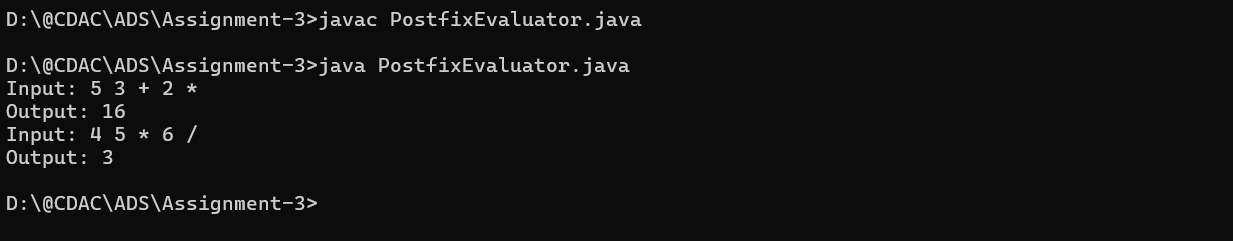 D:\@CDAC\ADS\Assignment-3>javac PostfixEvaluator.java
D:\@CDAC\ADS\Assignment-3>java PostfixEvaluator.java
Input: 5 3 + 2 *
Output: 16
Input: 4 5 * 6 /
Output: 3
D:\@CDAC\ADS\Assignment-3>